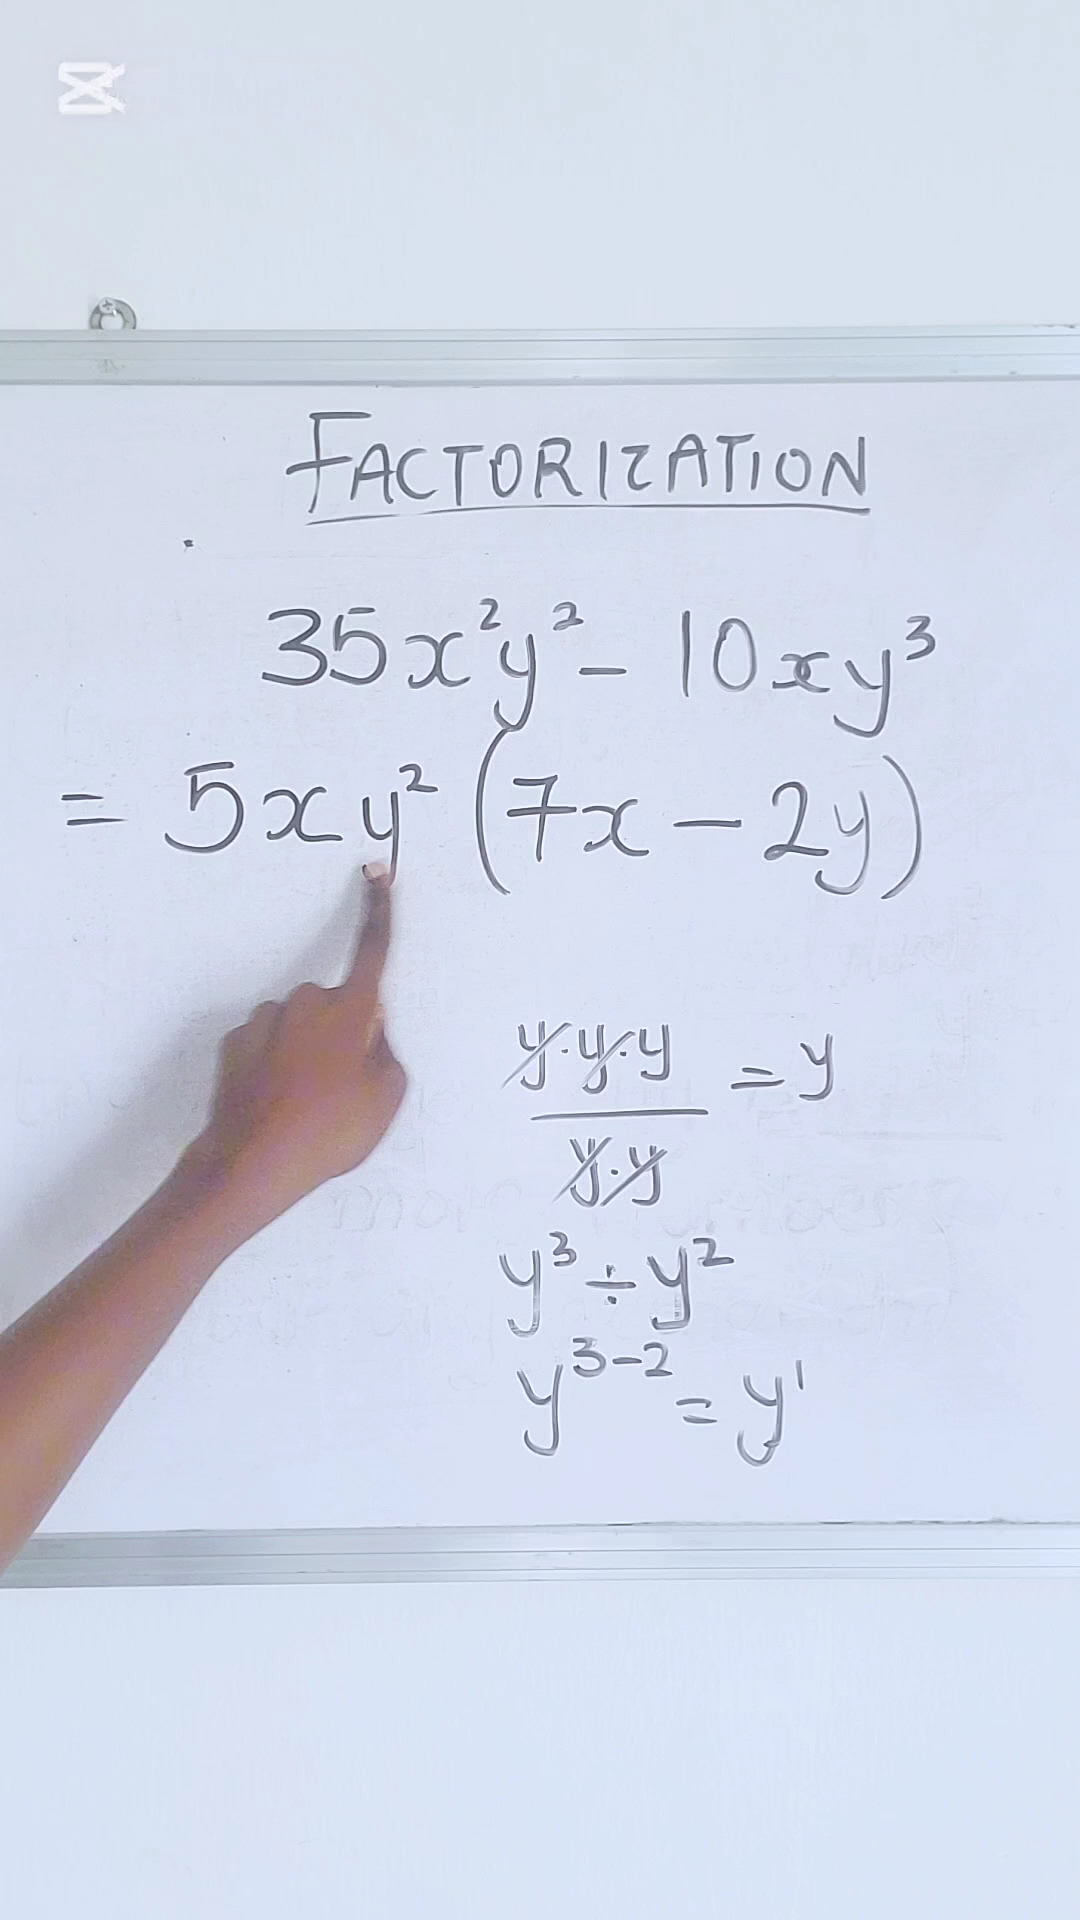 FACTORIZATION
35x²y² - 10xy³
= 5xy² (7x - 2y)
y·y·y / y·y = y
y³ ÷ y²
y³⁻² = y¹